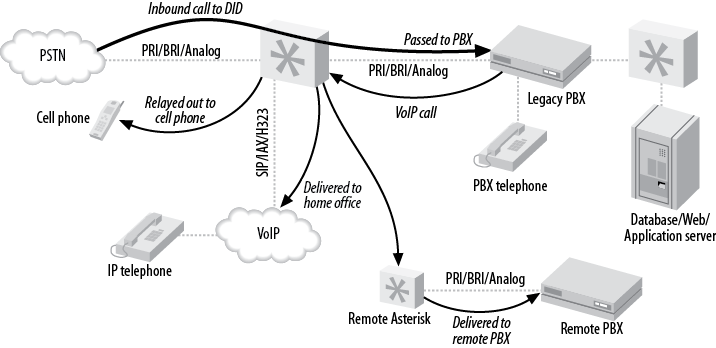 Inbound call to DID
PSTN
PRI/BRI/Analog
Passed to PBX
PRI/BRI/Analog
Legacy PBX
Cell phone
Relayed out to
cell phone
VoIP call
SIP/IAX/H323
PBX telephone
Delivered to
home office
VoIP
IP telephone
Database/Web/
Application server
PRI/BRI/Analog
Remote Asterisk
Delivered to
remote PBX
Remote PBX